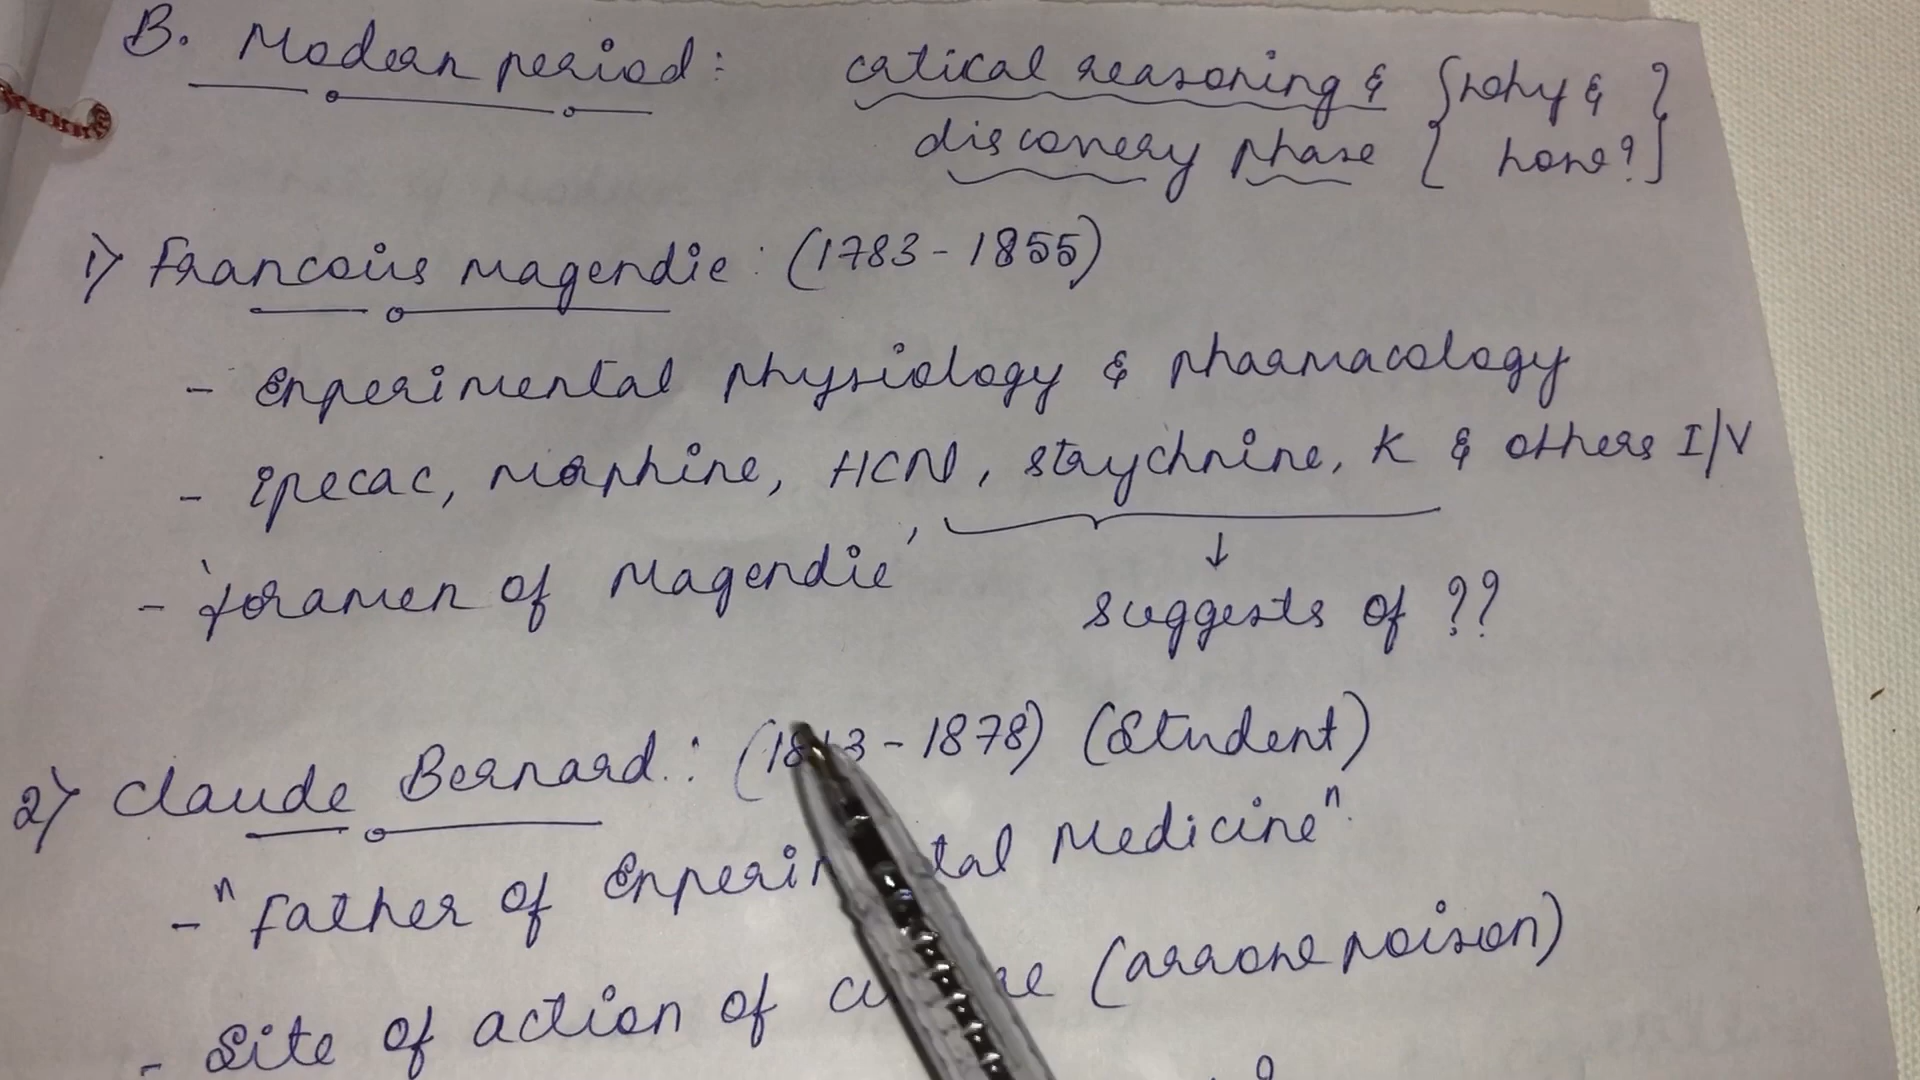 B. Modern period: critical reasoning & {why & }
discovery phase { how? }
1) Francois Magendie: (1783 - 1855)
- Experimental physiology & pharmacology
- Ipecac, Morphine, HCN, strychnine, K & others I/V
- 'foramen of Magendie' ↓
suggests of ??
2) Claude Bernard: (1813 - 1878) (Student)
- "Father of Experimental Medicine"
- Site of action of curare (arrow poison)
?